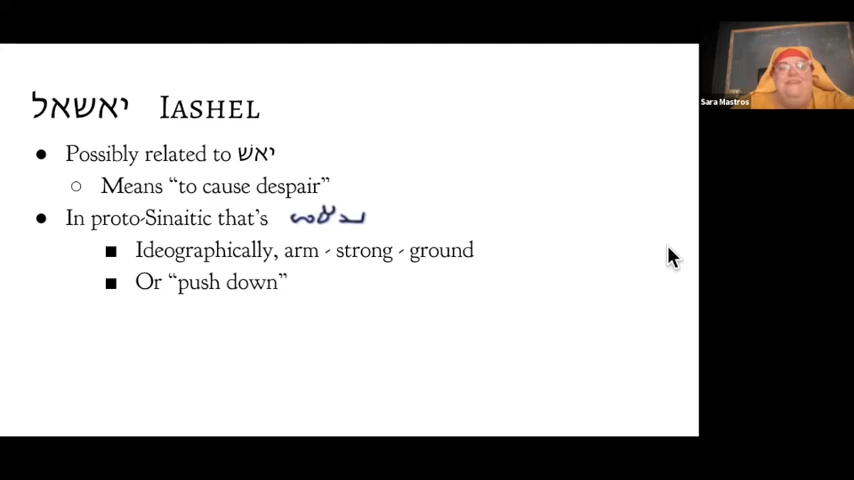 יאשאל IASHEL
● Possibly related to יאש
○ Means “to cause despair”
● In proto-Sinaitic that’s
■ Ideographically, arm - strong - ground
■ Or “push down”
Sara Mastros